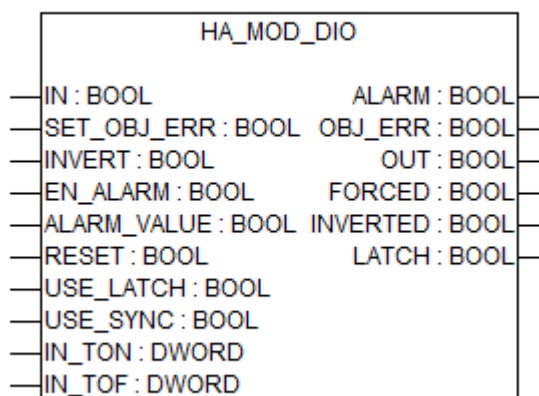 HA_MOD_DIO
IN : BOOL ALARM : BOOL
SET_OBJ_ERR : BOOL OBJ_ERR : BOOL
INVERT : BOOL OUT : BOOL
EN_ALARM : BOOL FORCED : BOOL
ALARM_VALUE : BOOL INVERTED : BOOL
RESET : BOOL LATCH : BOOL
USE_LATCH : BOOL
USE_SYNC : BOOL
IN_TON : DWORD
IN_TOF : DWORD